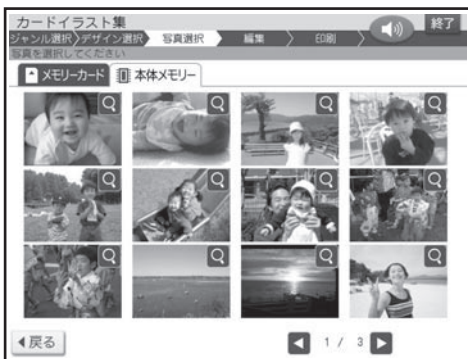 カードイラスト集
終了
ジャンル選択 デザイン選択 写真選択 編集 印刷
写真を選択してください
メモリーカード 本体メモリー
戻る 1 / 3